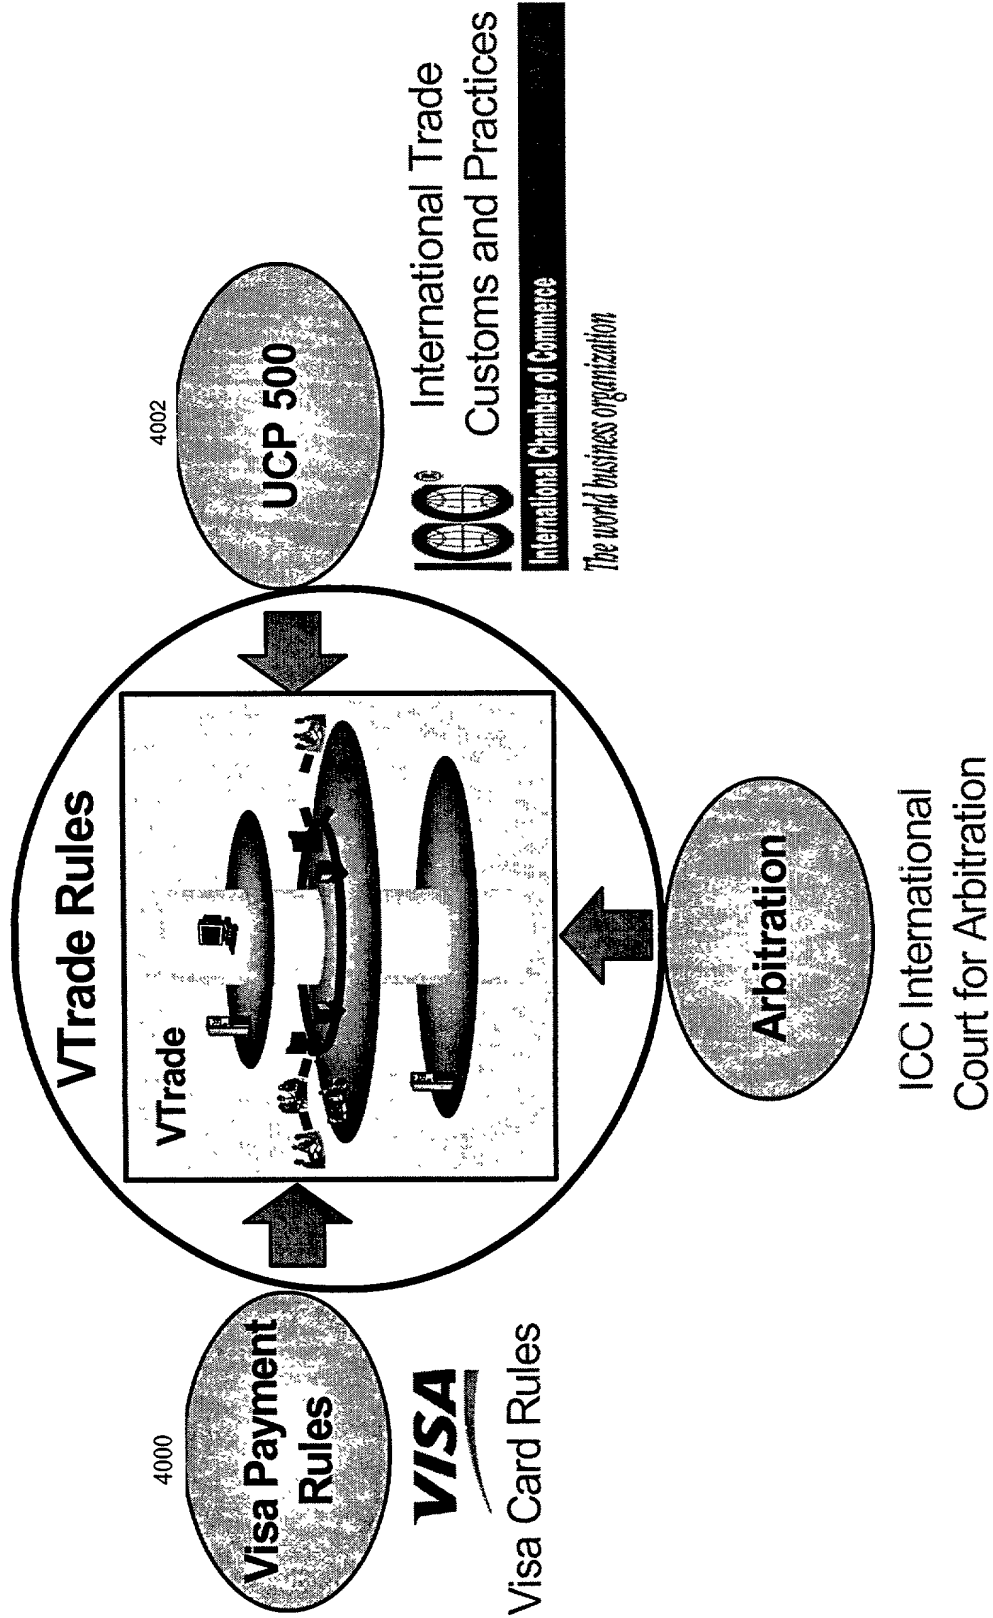 VTrade Rules
4000
Visa Payment
Rules
VISA
Visa Card Rules
VTrade
4002
UCP 500
ICC®
International Trade
Customs and Practices
International Chamber of Commerce
The world business organization
Arbitration
ICC International
Court for Arbitration